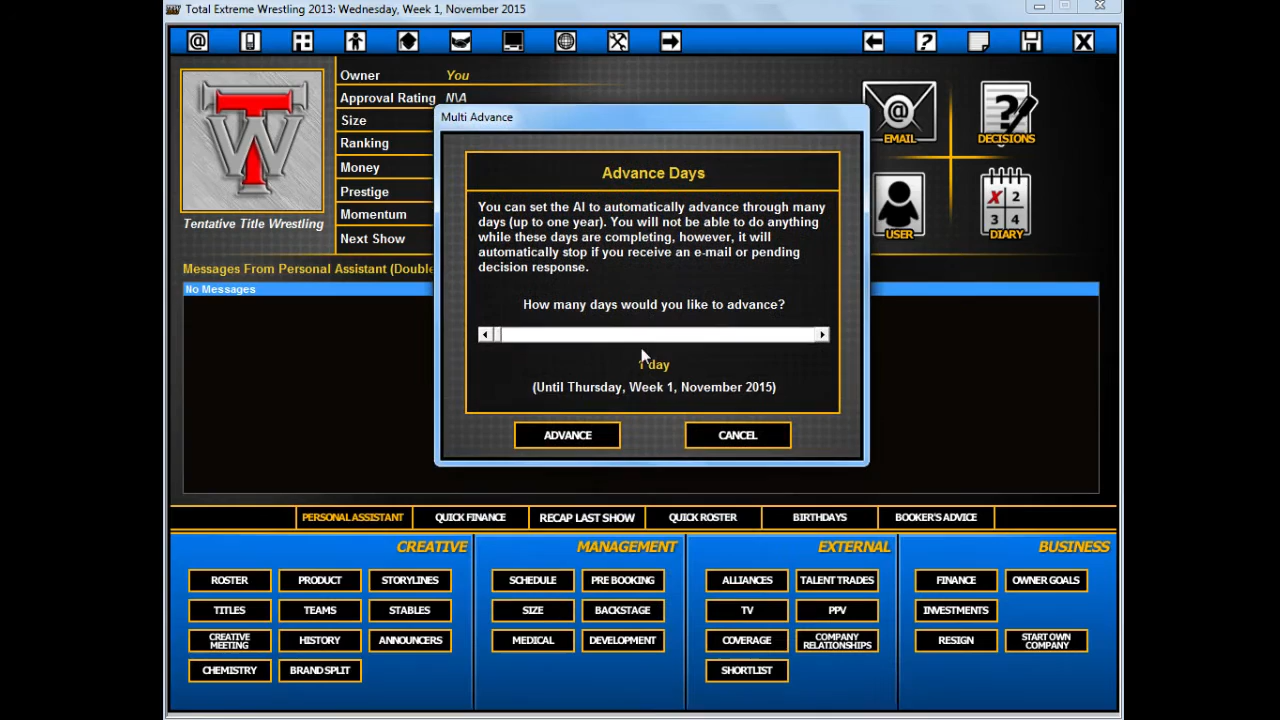 Total Extreme Wrestling 2013: Wednesday, Week 1, November 2015
TW
Tentative Title Wrestling
Owner You
Approval Rating N\A
Size
Ranking
Money
Prestige
Momentum
Next Show
EMAIL
DECISIONS
USER
X 2
3 4
DIARY
Messages From Personal Assistant (Double
No Messages
Multi Advance
Advance Days
You can set the AI to automatically advance through many
days (up to one year). You will not be able to do anything
while these days are completing, however, it will
automatically stop if you receive an e-mail or pending
decision response.
How many days would you like to advance?
1 day
(Until Thursday, Week 1, November 2015)
ADVANCE CANCEL
PERSONAL ASSISTANT QUICK FINANCE RECAP LAST SHOW QUICK ROSTER BIRTHDAYS BOOKER'S ADVICE
CREATIVE
ROSTER PRODUCT STORYLINES
TITLES TEAMS STABLES
CREATIVE MEETING HISTORY ANNOUNCERS
CHEMISTRY BRAND SPLIT
MANAGEMENT
SCHEDULE PRE BOOKING
SIZE BACKSTAGE
MEDICAL DEVELOPMENT
EXTERNAL
ALLIANCES TALENT TRADES
TV PPV
COVERAGE COMPANY RELATIONSHIPS
SHORTLIST
BUSINESS
FINANCE OWNER GOALS
INVESTMENTS
RESIGN START OWN COMPANY